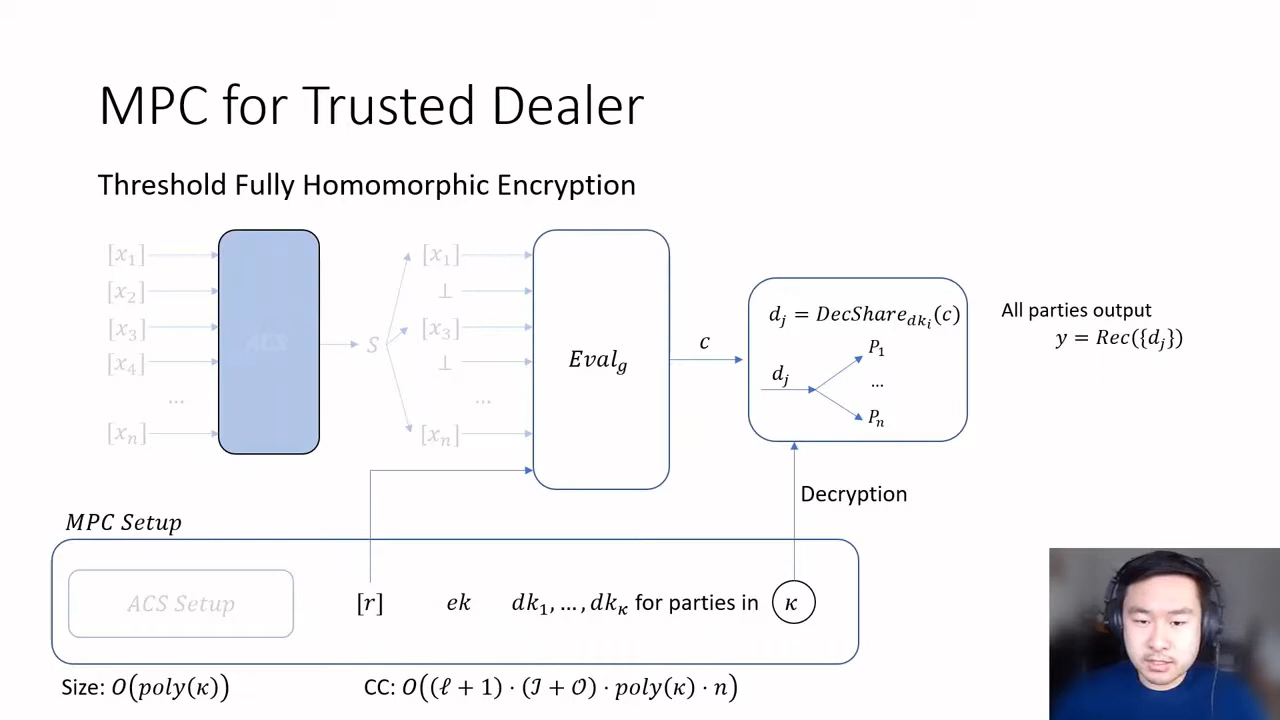 MPC for Trusted Dealer
Threshold Fully Homomorphic Encryption
[x₁]
[x₂]
[x₃]
[x₄]
...
[xₙ]
ACS
S
[x₁]
⊥
[x₃]
⊥
...
[xₙ]
Eval_g
c
d_j = DecShare_{dk_i}(c)
d_j
P₁
...
Pₙ
All parties output
y = Rec({d_j})
Decryption
MPC Setup
ACS Setup
[r]
ek
dk₁, …, dk_κ for parties in
κ
Size: O(poly(κ))
CC: O((ℓ + 1) · (ℐ + 𝒪) · poly(κ) · n)